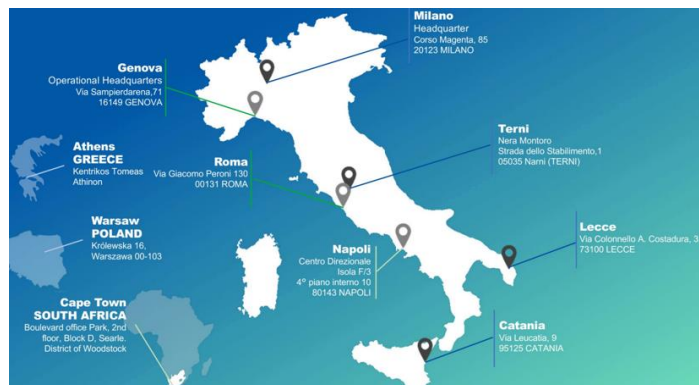 Milano
Headquarter
Corso Magenta, 85
20123 MILANO
Genova
Operational Headquarters
Via Sampierdarena,71
16149 GENOVA
Terni
Nera Montoro
Strada dello Stabilimento,1
05035 Narni (TERNI)
Athens
GREECE
Kentrikos Tomeas
Athinon
Roma
Via Giacomo Peroni 130
00131 ROMA
Warsaw
POLAND
Królewska 16,
Warszawa 00-103
Napoli
Centro Direzionale
Isola F/3
4° piano interno 10
80143 NAPOLI
Lecce
Via Colonnello A. Costadura, 3
73100 LECCE
Cape Town
SOUTH AFRICA
Boulevard office Park, 2nd
floor, Block D, Searle.
District of Woodstock
Catania
Via Leucatia, 9
95125 CATANIA